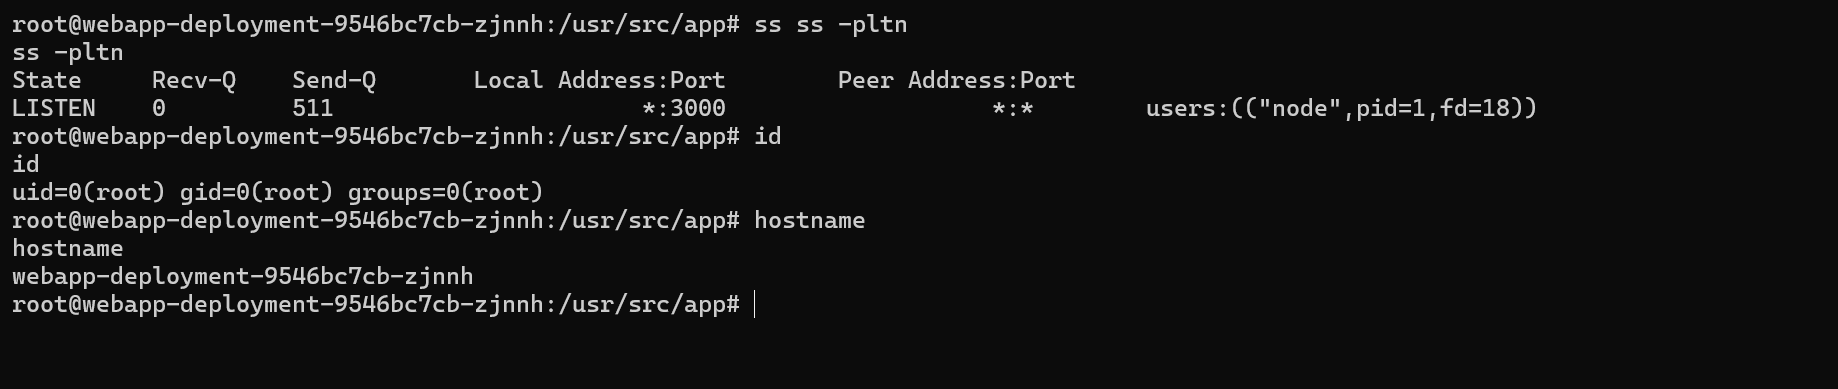 root@webapp-deployment-9546bc7cb-zjnnh:/usr/src/app# ss ss -pltn
ss -pltn
State     Recv-Q    Send-Q       Local Address:Port        Peer Address:Port
LISTEN    0         511                      *:3000                   *:*        users:(("node",pid=1,fd=18))
root@webapp-deployment-9546bc7cb-zjnnh:/usr/src/app# id
id
uid=0(root) gid=0(root) groups=0(root)
root@webapp-deployment-9546bc7cb-zjnnh:/usr/src/app# hostname
hostname
webapp-deployment-9546bc7cb-zjnnh
root@webapp-deployment-9546bc7cb-zjnnh:/usr/src/app#